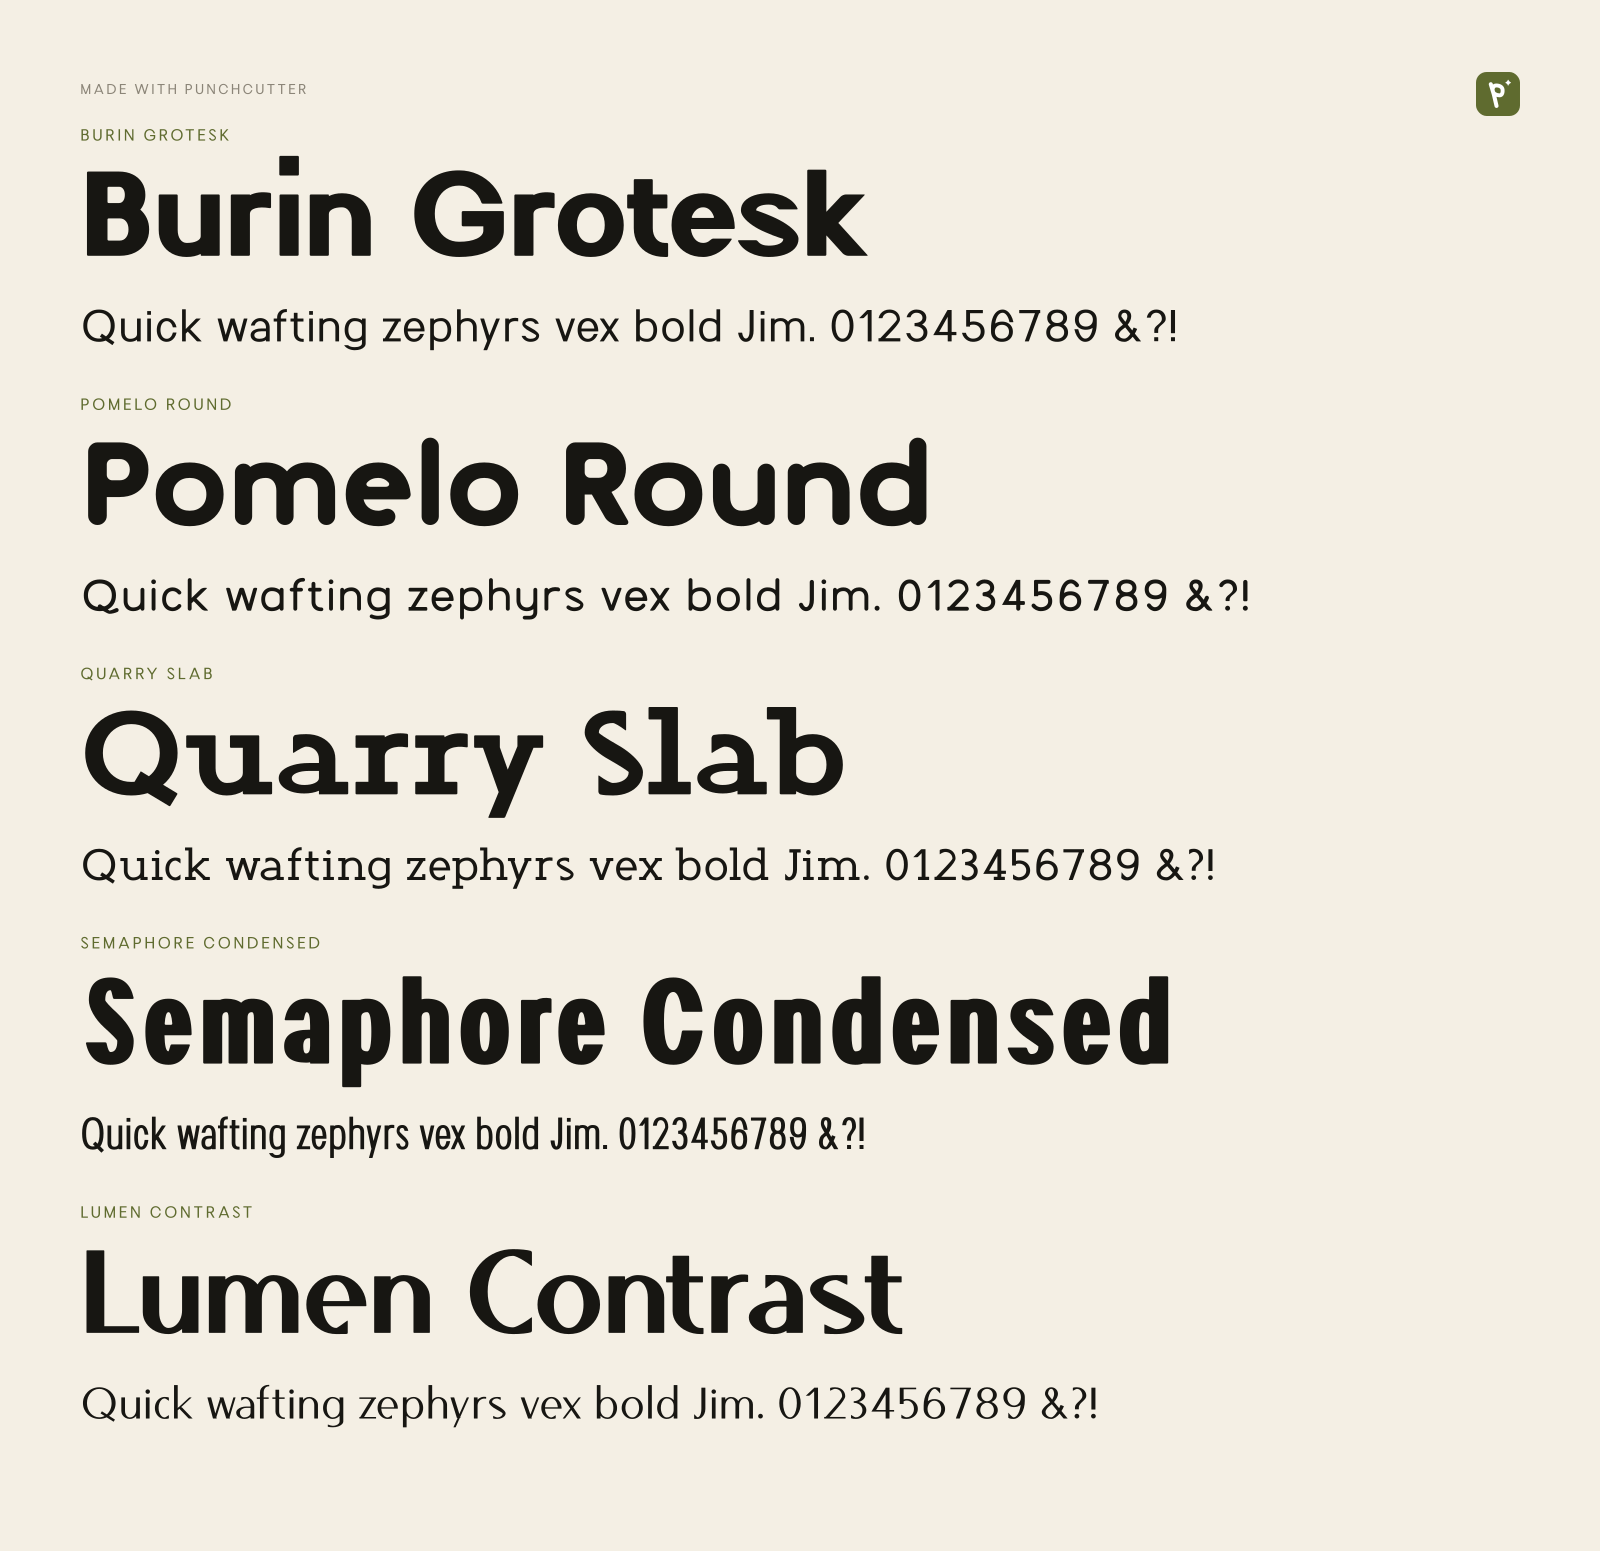 MADE WITH PUNCHCUTTER
BURIN GROTESK
Burin Grotesk
Quick wafting zephyrs vex bold Jim. 0123456789 &?!
POMELO ROUND
Pomelo Round
Quick wafting zephyrs vex bold Jim. 0123456789 &?!
QUARRY SLAB
Quarry Slab
Quick wafting zephyrs vex bold Jim. 0123456789 &?!
SEMAPHORE CONDENSED
Semaphore Condensed
Quick wafting zephyrs vex bold Jim. 0123456789 &?!
LUMEN CONTRAST
Lumen Contrast
Quick wafting zephyrs vex bold Jim. 0123456789 &?!